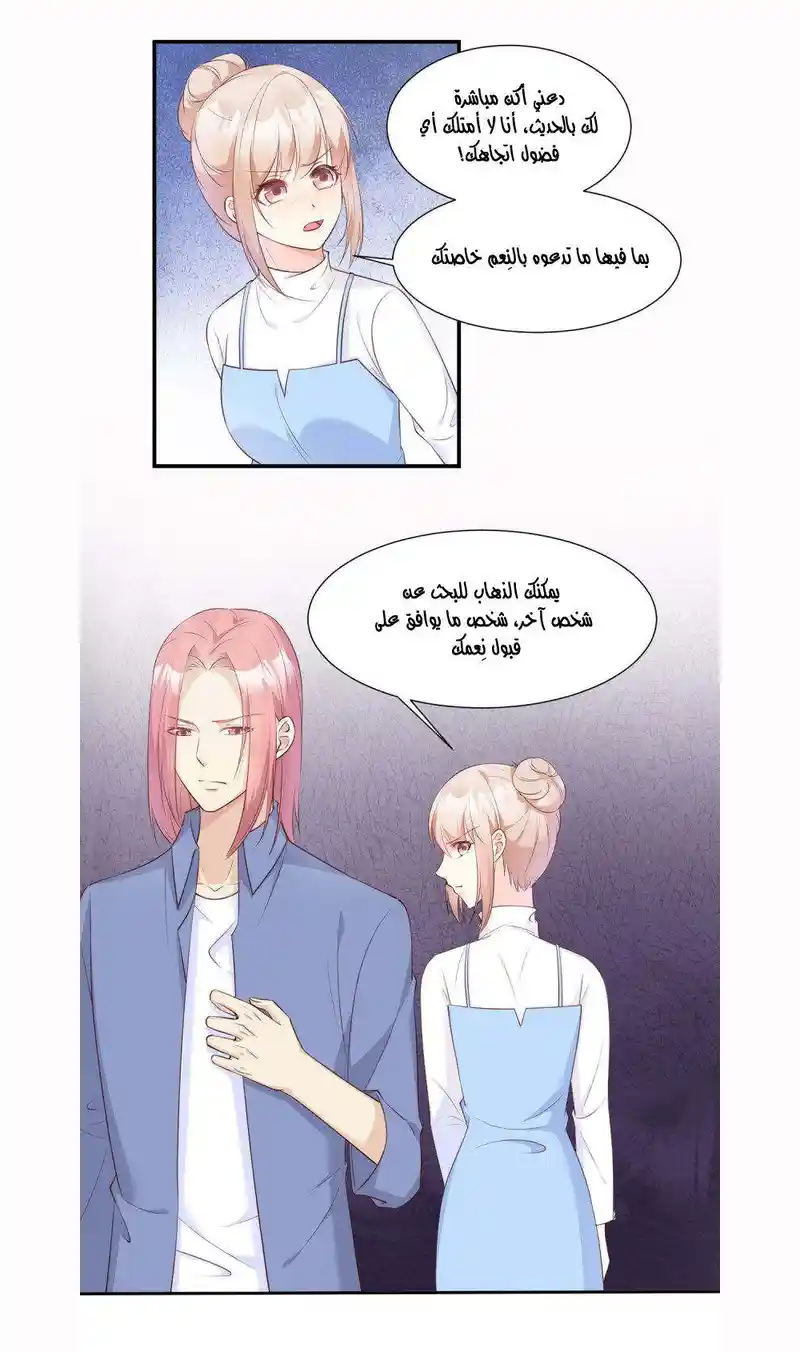 دعني أكن مباشرة
لك بالحديث، أنا لا أمتلك أي
فضول اتجاهك!
بما فيها ما تدعوه بالنِعم خاصتك
يمكنك الذهاب للبحث عن
شخص آخر، شخص ما يوافق على
قبول نِعمك